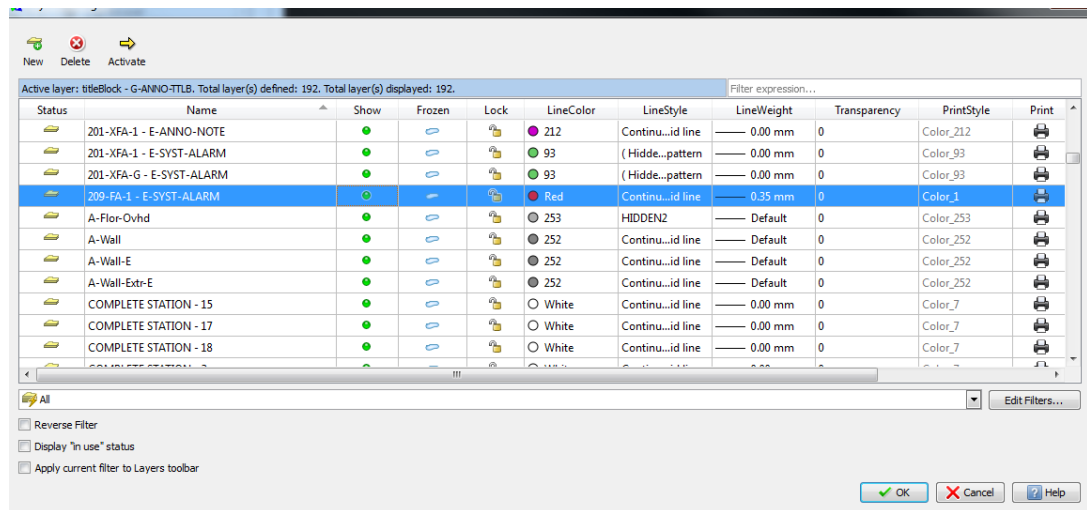 New Delete Activate
Active layer: titleBlock - G-ANNO-TTLB. Total layer(s) defined: 192. Total layer(s) displayed: 192. Filter expression...
Status Name Show Frozen Lock LineColor LineStyle LineWeight Transparency PrintStyle Print
201-XFA-1 - E-ANNO-NOTE 212 Continu...id line 0.00 mm 0 Color_212
201-XFA-1 - E-SYST-ALARM 93 ( Hidde...pattern 0.00 mm 0 Color_93
201-XFA-G - E-SYST-ALARM 93 ( Hidde...pattern 0.00 mm 0 Color_93
209-FA-1 - E-SYST-ALARM Red Continu...id line 0.35 mm 0 Color_1
A-Flor-Ovhd 253 HIDDEN2 Default 0 Color_253
A-Wall 252 Continu...id line Default 0 Color_252
A-Wall-E 252 Continu...id line Default 0 Color_252
A-Wall-Extr-E 252 Continu...id line Default 0 Color_252
COMPLETE STATION - 15 White Continu...id line 0.00 mm 0 Color_7
COMPLETE STATION - 17 White Continu...id line 0.00 mm 0 Color_7
COMPLETE STATION - 18 White Continu...id line 0.00 mm 0 Color_7
All Edit Filters...
Reverse Filter
Display "in use" status
Apply current filter to Layers toolbar
OK Cancel Help